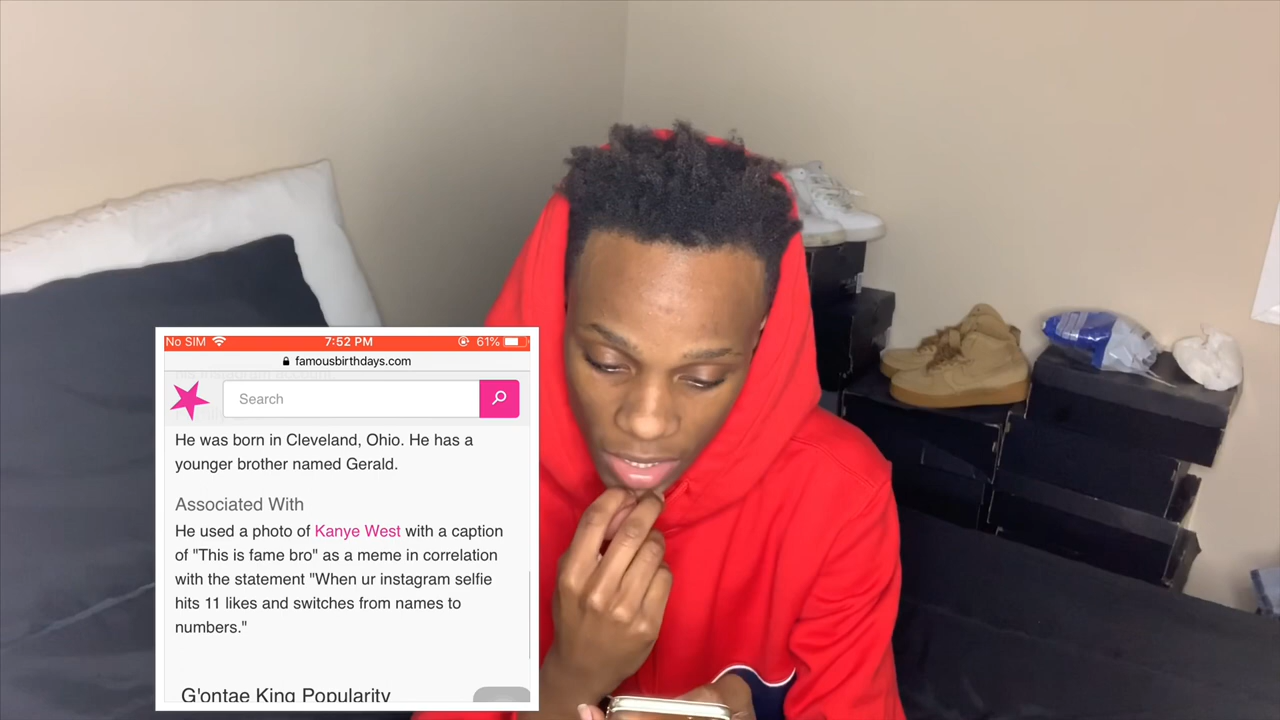 No SIM 7:52 PM 61%
famousbirthdays.com
Search
He was born in Cleveland, Ohio. He has a
younger brother named Gerald.
Associated With
He used a photo of Kanye West with a caption
of "This is fame bro" as a meme in correlation
with the statement "When ur instagram selfie
hits 11 likes and switches from names to
numbers."
G'ontae King Popularity